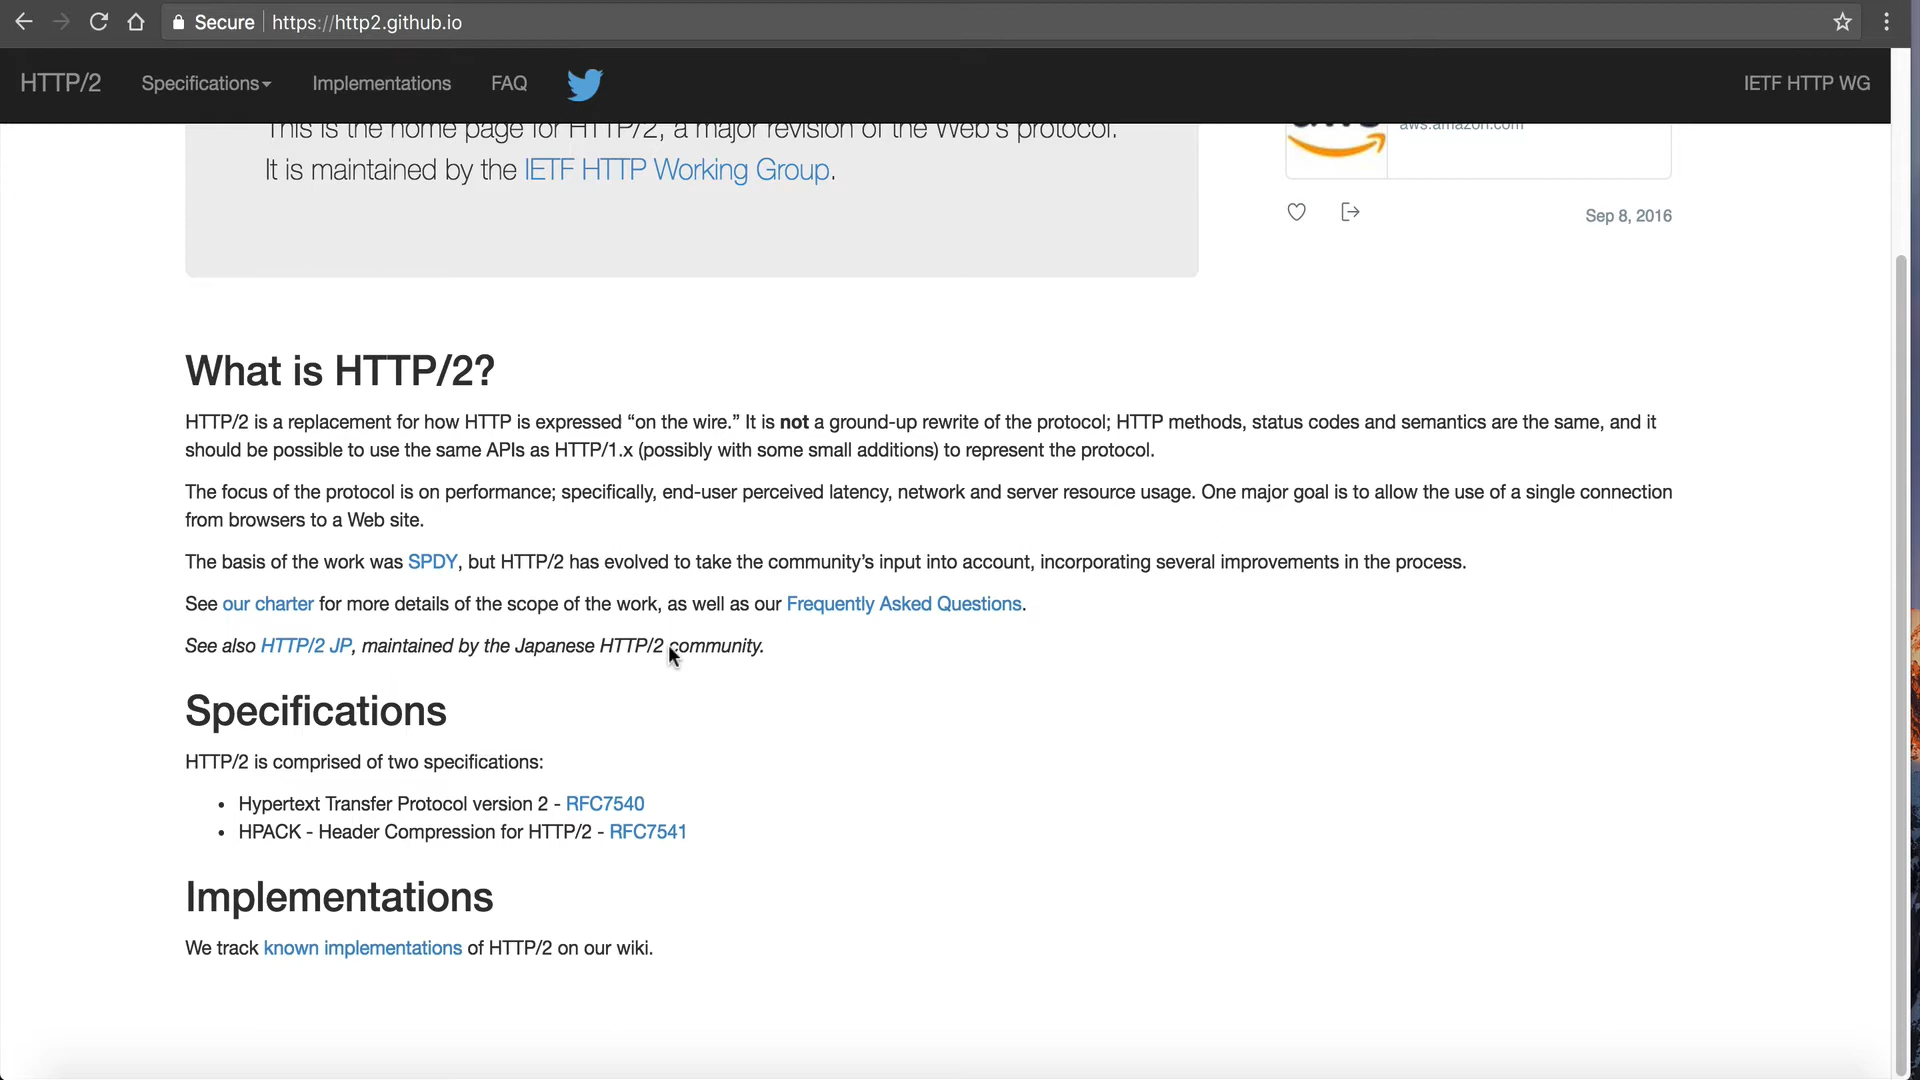 Secure https://http2.github.io
HTTP/2 Specifications Implementations FAQ IETF HTTP WG
This is the home page for HTTP/2, a major revision of the Web's protocol.
It is maintained by the IETF HTTP Working Group.
aws.amazon.com
Sep 8, 2016
What is HTTP/2?
HTTP/2 is a replacement for how HTTP is expressed “on the wire.” It is not a ground-up rewrite of the protocol; HTTP methods, status codes and semantics are the same, and it
should be possible to use the same APIs as HTTP/1.x (possibly with some small additions) to represent the protocol.
The focus of the protocol is on performance; specifically, end-user perceived latency, network and server resource usage. One major goal is to allow the use of a single connection
from browsers to a Web site.
The basis of the work was SPDY, but HTTP/2 has evolved to take the community’s input into account, incorporating several improvements in the process.
See our charter for more details of the scope of the work, as well as our Frequently Asked Questions.
See also HTTP/2 JP, maintained by the Japanese HTTP/2 community.
Specifications
HTTP/2 is comprised of two specifications:
• Hypertext Transfer Protocol version 2 - RFC7540
• HPACK - Header Compression for HTTP/2 - RFC7541
Implementations
We track known implementations of HTTP/2 on our wiki.